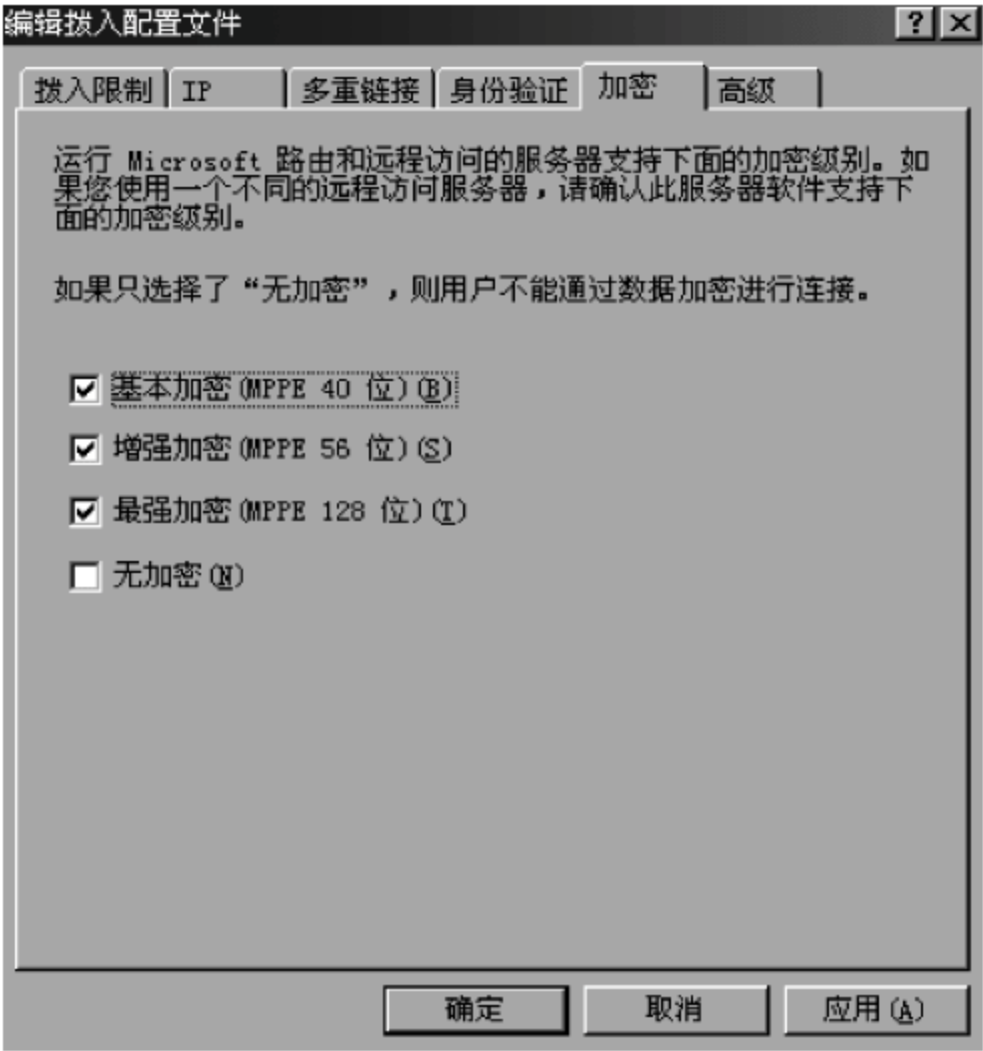 编辑拨入配置文件
拨入限制 IP 多重链接 身份验证 加密 高级
运行 Microsoft 路由和远程访问的服务器支持下面的加密级别。如
果您使用一个不同的远程访问服务器，请确认此服务器软件支持下
面的加密级别。
如果只选择了“无加密”，则用户不能通过数据加密进行连接。
基本加密(MPPE 40 位)(B)
增强加密(MPPE 56 位)(S)
最强加密(MPPE 128 位)(T)
无加密(N)
确定 取消 应用(A)